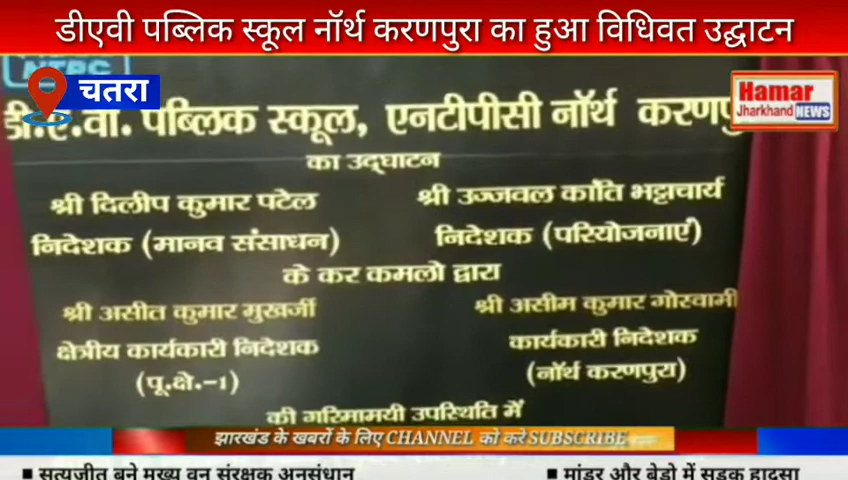 डीएवी पब्लिक स्कूल नॉर्थ करणपुरा का हुआ विधिवत उद्घाटन
NTPC
चतरा
Hamar
Jharkhand NEWS
डी.ए.वी. पब्लिक स्कूल, एनटीपीसी नॉर्थ करणपु
का उद्घाटन
श्री दिलीप कुमार पटेल श्री उज्जवल कांति भट्टाचार्य
निदेशक (मानव संसाधन) निदेशक (परियोजनाएं)
के कर कमलो द्वारा
श्री असीत कुमार मुखर्जी श्री असीम कुमार गोस्वामी
क्षेत्रीय कार्यकारी निदेशक कार्यकारी निदेशक
(पू.क्षे.-1) (नॉर्थ करणपुरा)
की गरिमामयी उपस्थिति में
झारखंड के खबरों के लिए CHANNEL को करे SUBSCRIBE
■ सत्यजीत बने मुख्य वन संरक्षक अनुसंधान ■ मांडर और बेड़ो में सड़क हादसा